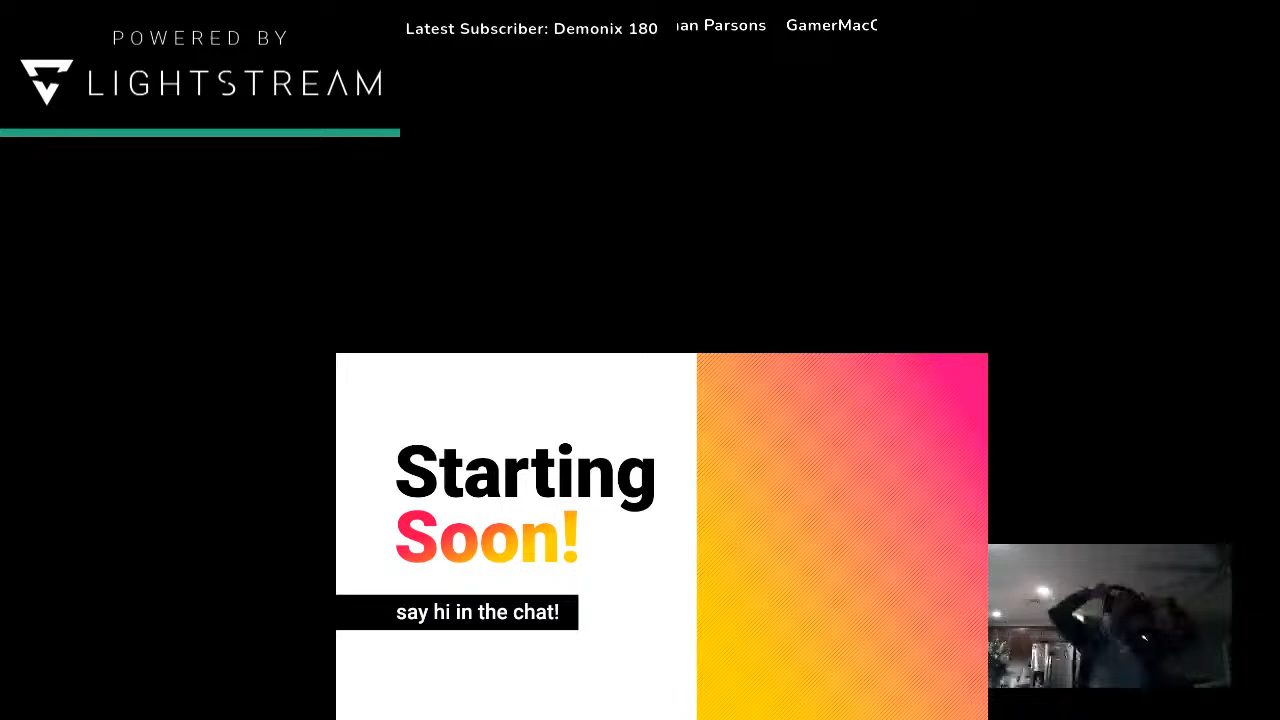 POWERED BY
LIGHTSTREAM
Latest Subscriber: Demonix 180
Parsons
Starting
Soon!
say hi in the chat!